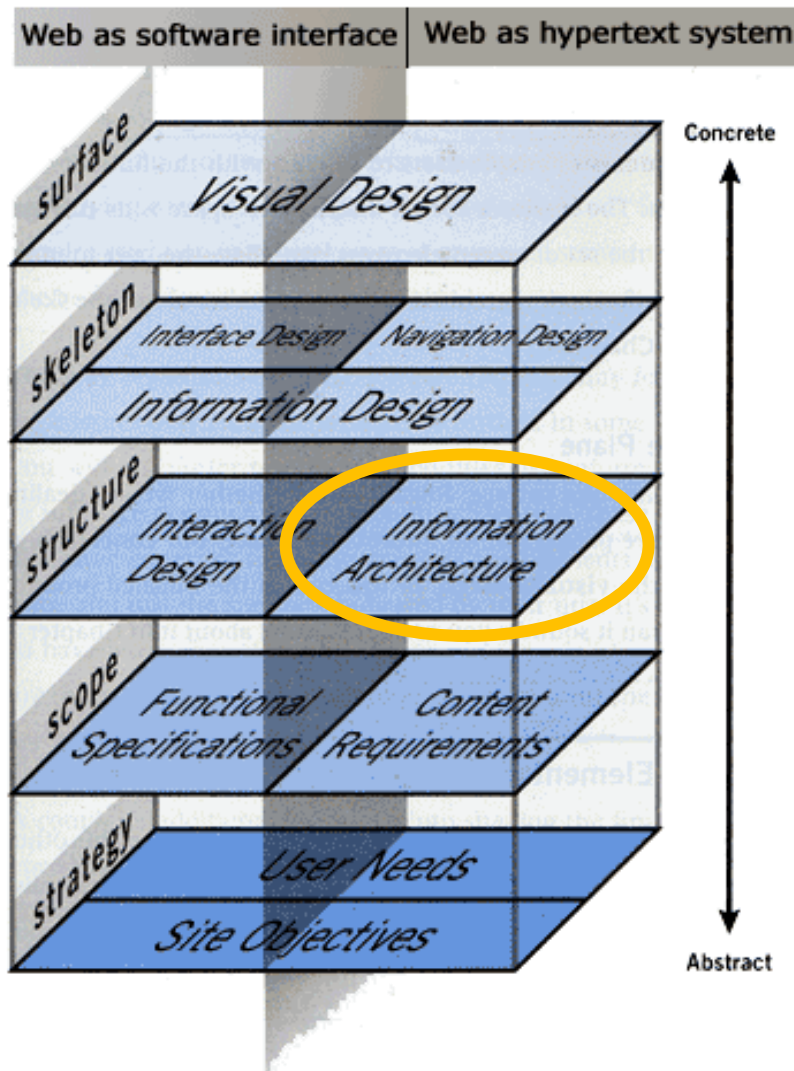 Web as software interface
Web as hypertext system
surface
Visual Design
Concrete
skeleton
Interface Design
Navigation Design
Information Design
structure
Interaction
Design
Information
Architecture
scope
Functional
Specifications
Content
Requirements
strategy
User Needs
Site Objectives
Abstract